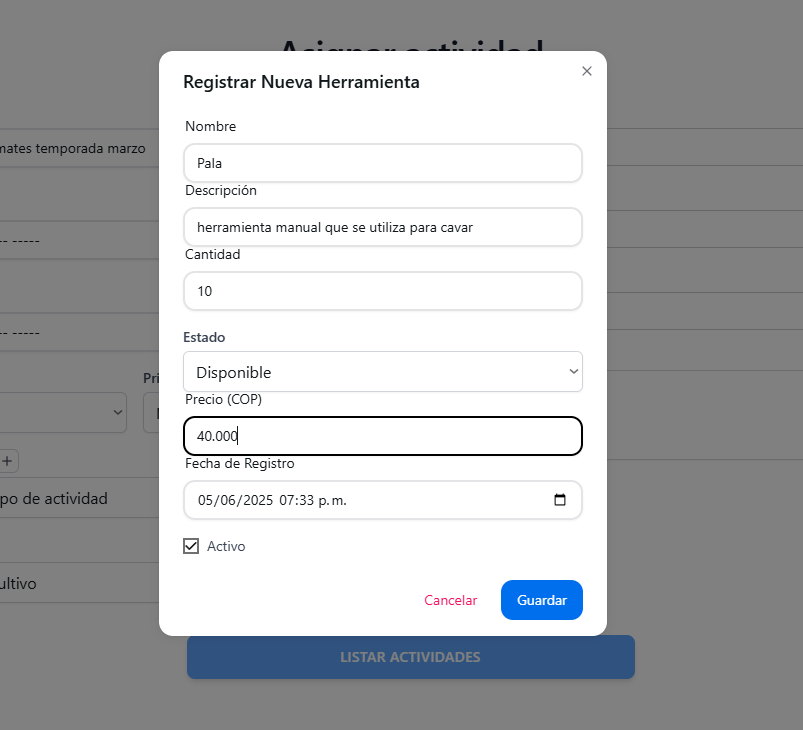 Asignar actividad
Registrar Nueva Herramienta
Nombre
mates temporada marzo
Pala
Descripción
-- -----
herramienta manual que se utiliza para cavar
Cantidad
10
-- -----
Estado
Disponible
Pri
Precio (COP)
40.000
Fecha de Registro
po de actividad
05/06/2025 07:33 p. m.
Activo
ultivo
Cancelar
Guardar
LISTAR ACTIVIDADES